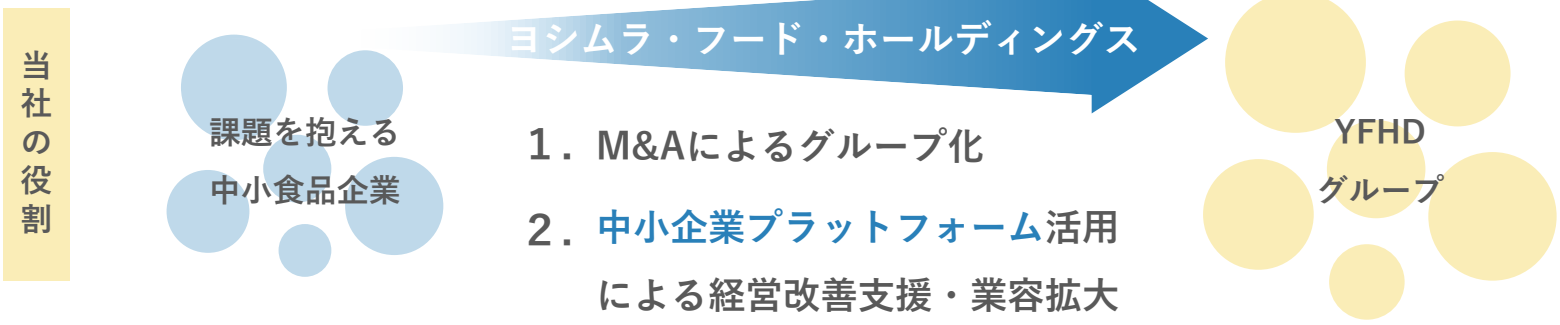 当社の役割
ヨシムラ・フード・ホールディングス
課題を抱える
中小食品企業
1. M&Aによるグループ化
2. 中小企業プラットフォーム活用
による経営改善支援・業容拡大
YFHD
グループ